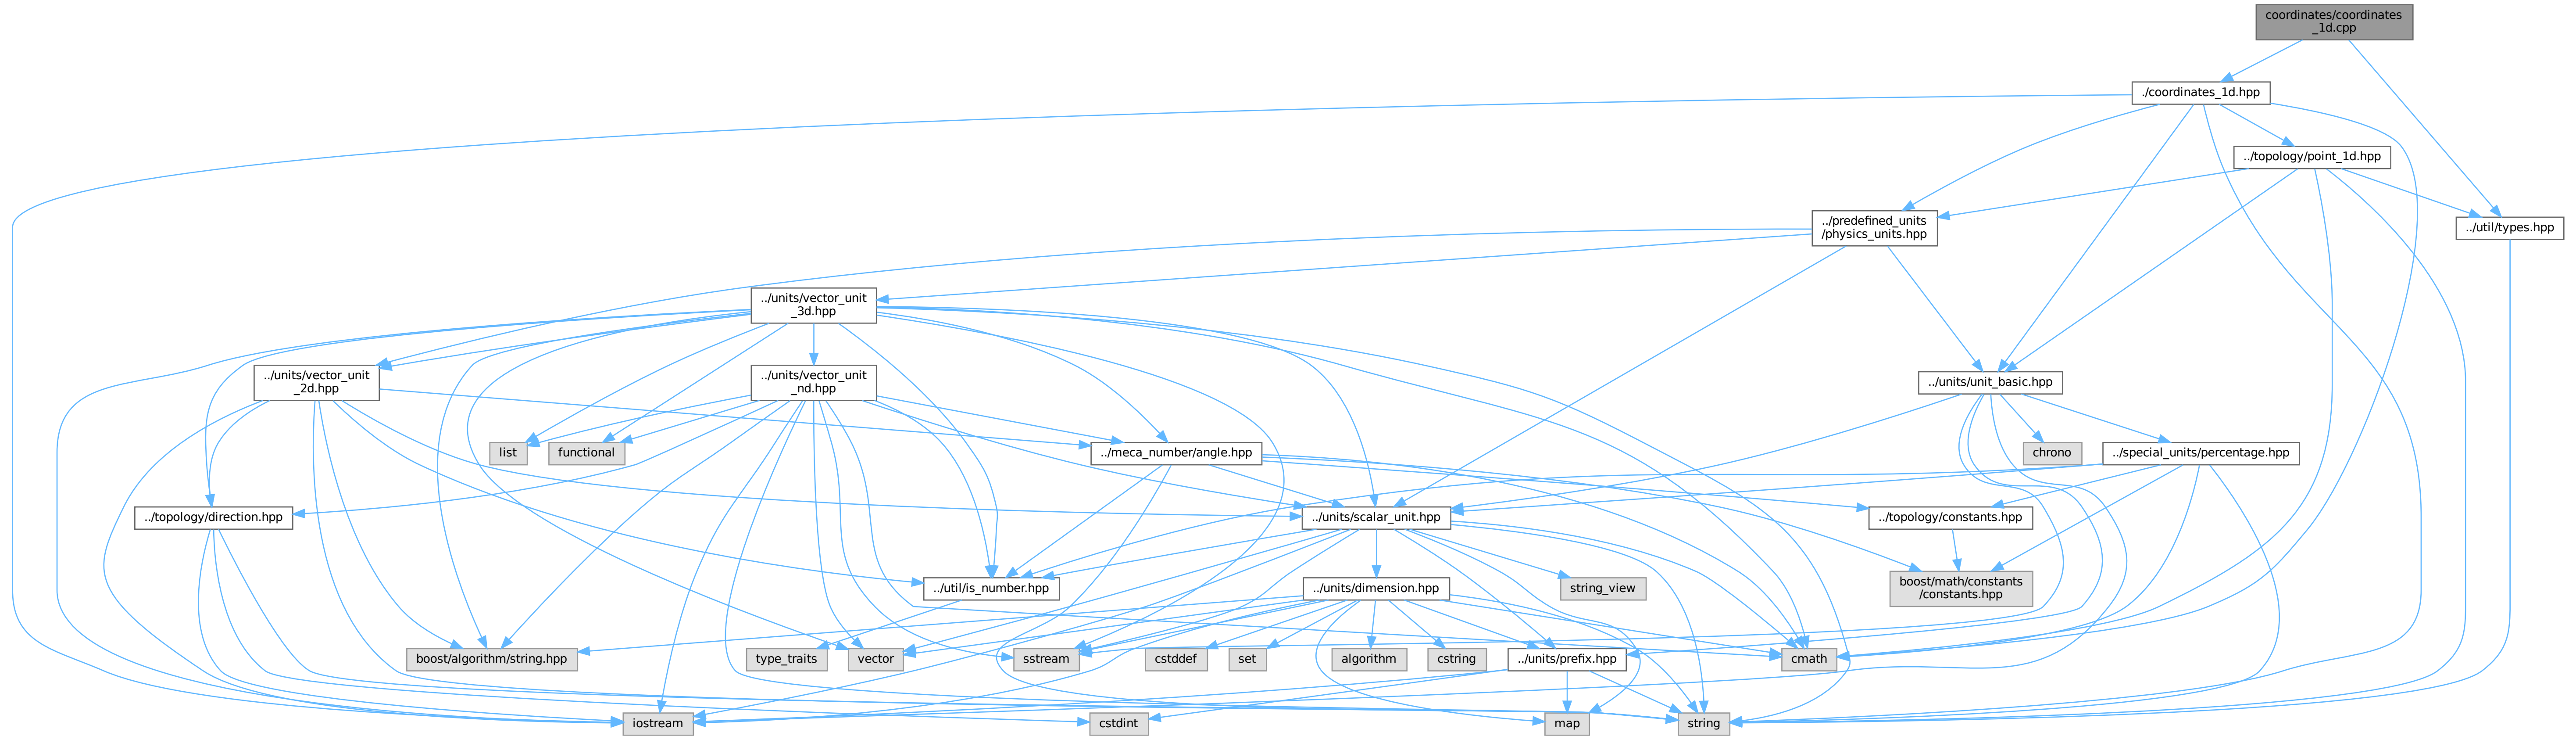 coordinates/coordinates
_1d.cpp
./coordinates_1d.hpp
../topology/point_1d.hpp
../predefined_units
/physics_units.hpp
../util/types.hpp
../units/vector_unit
_3d.hpp
../units/vector_unit
_2d.hpp
../units/vector_unit
_nd.hpp
../units/unit_basic.hpp
list
functional
../meca_number/angle.hpp
chrono
../special_units/percentage.hpp
../topology/direction.hpp
../units/scalar_unit.hpp
../topology/constants.hpp
../util/is_number.hpp
../units/dimension.hpp
string_view
boost/math/constants
/constants.hpp
boost/algorithm/string.hpp
type_traits
vector
sstream
cstddef
set
algorithm
cstring
../units/prefix.hpp
cmath
iostream
cstdint
map
string